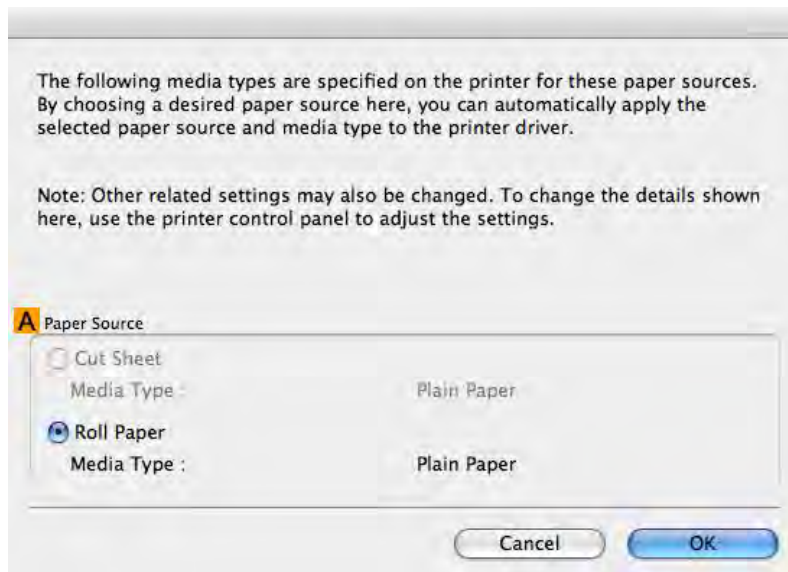 The following media types are specified on the printer for these paper sources.
By choosing a desired paper source here, you can automatically apply the
selected paper source and media type to the printer driver.
Note: Other related settings may also be changed. To change the details shown
here, use the printer control panel to adjust the settings.
A Paper Source
Cut Sheet
Media Type : Plain Paper
Roll Paper
Media Type : Plain Paper
Cancel OK